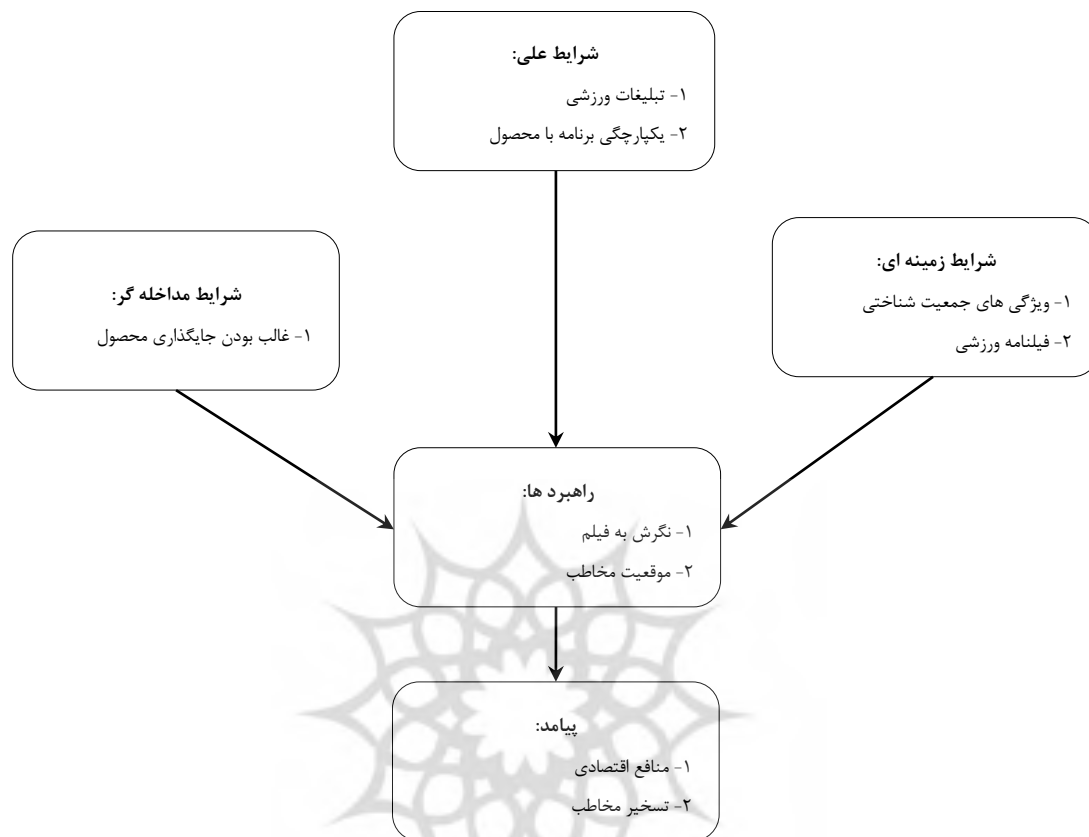 شرایط علی:
۱- تبلیغات ورزشی
۲- یکپارچگی برنامه با محصول
شرایط زمینه ای:
۱- ویژگی های جمعیت شناختی
۲- فیلنامه ورزشی
شرایط مداخله گر:
۱- غالب بودن جایگذاری محصول
راهبرد ها:
۱- نگرش به فیلم
۲- موقعیت مخاطب
پیامد:
۱- منافع اقتصادی
۲- تسخیر مخاطب